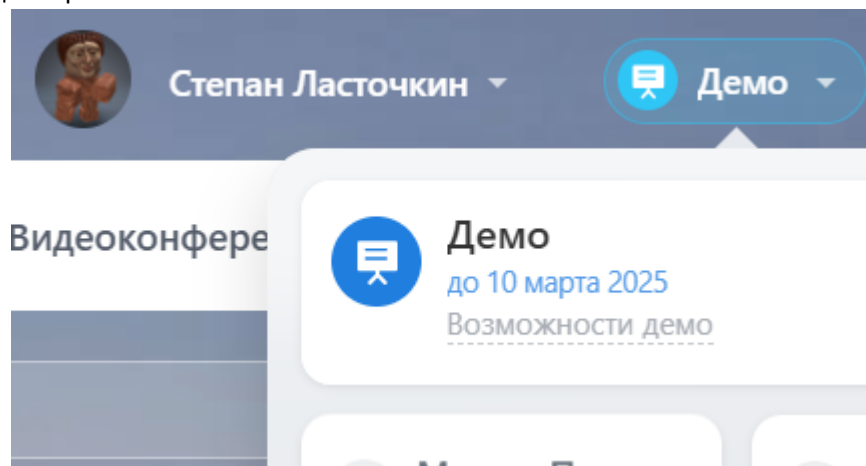 Степан Ласточкин
Демо
Видеоконфере
Демо
до 10 марта 2025
Возможности демо